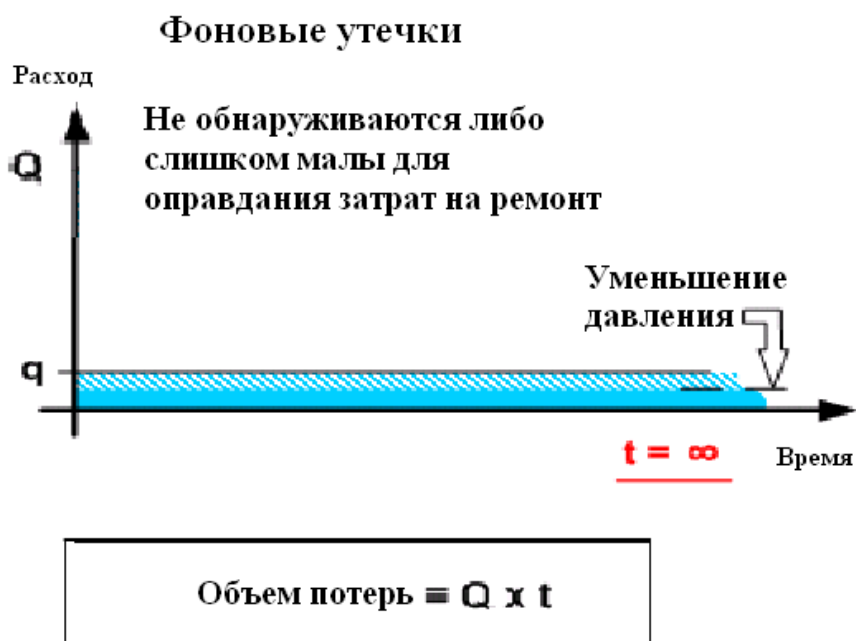 Фоновые утечки
Расход
Не обнаруживаются либо
слишком малы для
оправдания затрат на ремонт
Q
Уменьшение
давления
q
t = ∞
Время
Объем потерь = Q x t